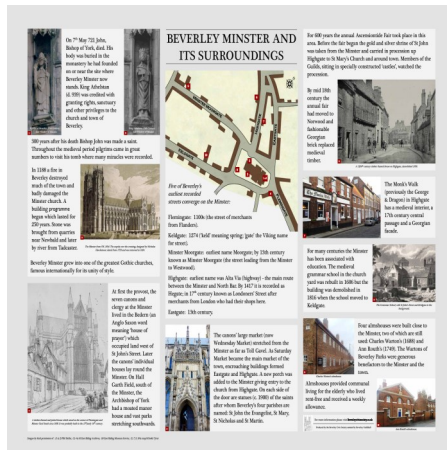 BEVERLEY MINSTER AND
ITS SURROUNDINGS
On 7th May 721 St John,
Bishop of York, died. His
body was buried in the
monastery he had founded
on or near the site where
Beverley Minster now
stands. King Athelstan
(d. 939) was credited with
granting rights, sanctuary
and other privileges to the
church and town of
Beverley.
300 years after his death Bishop John was made a saint.
Throughout the medieval period pilgrims came in great
numbers to visit his tomb where many miracles were recorded.
In 1188 a fire in
Beverley destroyed
much of the town and
badly damaged the
Minster church. A
building programme
began which lasted for
250 years. Stone was
brought from quarries
near Newbald and later
by river from Tadcaster.
Beverley Minster grew into one of the greatest Gothic churches,
famous internationally for its unity of style.
At first the provost, the
seven canons and
clergy at the Minster
lived in the Bedern (an
Anglo Saxon word
meaning 'house of
prayer') which
occupied land west of
St John's Street. Later
the canons' individual
houses lay round the
Minster. On Hall
Garth Field, south of
the Minster, the
Archbishop of York
had a moated manor
house and vast parks
stretching southwards.
Five of Beverley's
earliest recorded
streets converge on the Minster:
Flemingate: 1100s (the street of merchants
from Flanders).
Keldgate: 1274 ('keld' meaning spring; 'gate' the Viking name
for street).
Minster Moorgate: earliest name Moorgate; by 13th century
known as Minster Moorgate (the street leading from the Minster
to Westwood).
Highgate: earliest name was Alta Via (highway) - the main route
between the Minster and North Bar. By 1417 it is recorded as
Hygate; in 17th century known as Londoners' Street after
merchants from London who had their shops here.
Eastgate: 13th century.
The canons' large market (now
Wednesday Market) stretched from the
Minster as far as Toll Gavel. As Saturday
Market became the main market of the
town, encroaching buildings formed
Eastgate and Highgate. A new porch was
added to the Minster giving entry to the
church from Highgate. On each side of
the door are statues (c. 1900) of the saints
after whom Beverley's four parishes are
named: St John the Evangelist, St Mary,
St Nicholas and St Martin.
For 600 years the annual Ascensiontide Fair took place in this
area. Before the fair began the gold and silver shrine of St John
was taken from the Minster and carried in procession up
Highgate to St Mary's Church and around town. Members of the
Guilds, sitting in specially constructed 'castles', watched the
procession.
By mid 18th
century the
annual fair
had moved to
Norwood and
fashionable
Georgian
brick replaced
medieval
timber.
The Monk's Walk
(previously the George
& Dragon) in Highgate
has a medieval interior, a
17th century central
passage and a Georgian
facade.
For many centuries the Minster
has been associated with
education. The medieval
grammar school in the church
yard was rebuilt in 1606 but the
building was demolished in
1816 when the school moved to
Keldgate.
Four almshouses were built close to
the Minster, two of which are still
used: Charles Warton's (1689) and
Ann Routh's (1749). The Wartons of
Beverley Parks were generous
benefactors to the Minster and the
town.
Almshouses provided communal
living for the elderly who lived
rent-free and received a weekly
allowance.